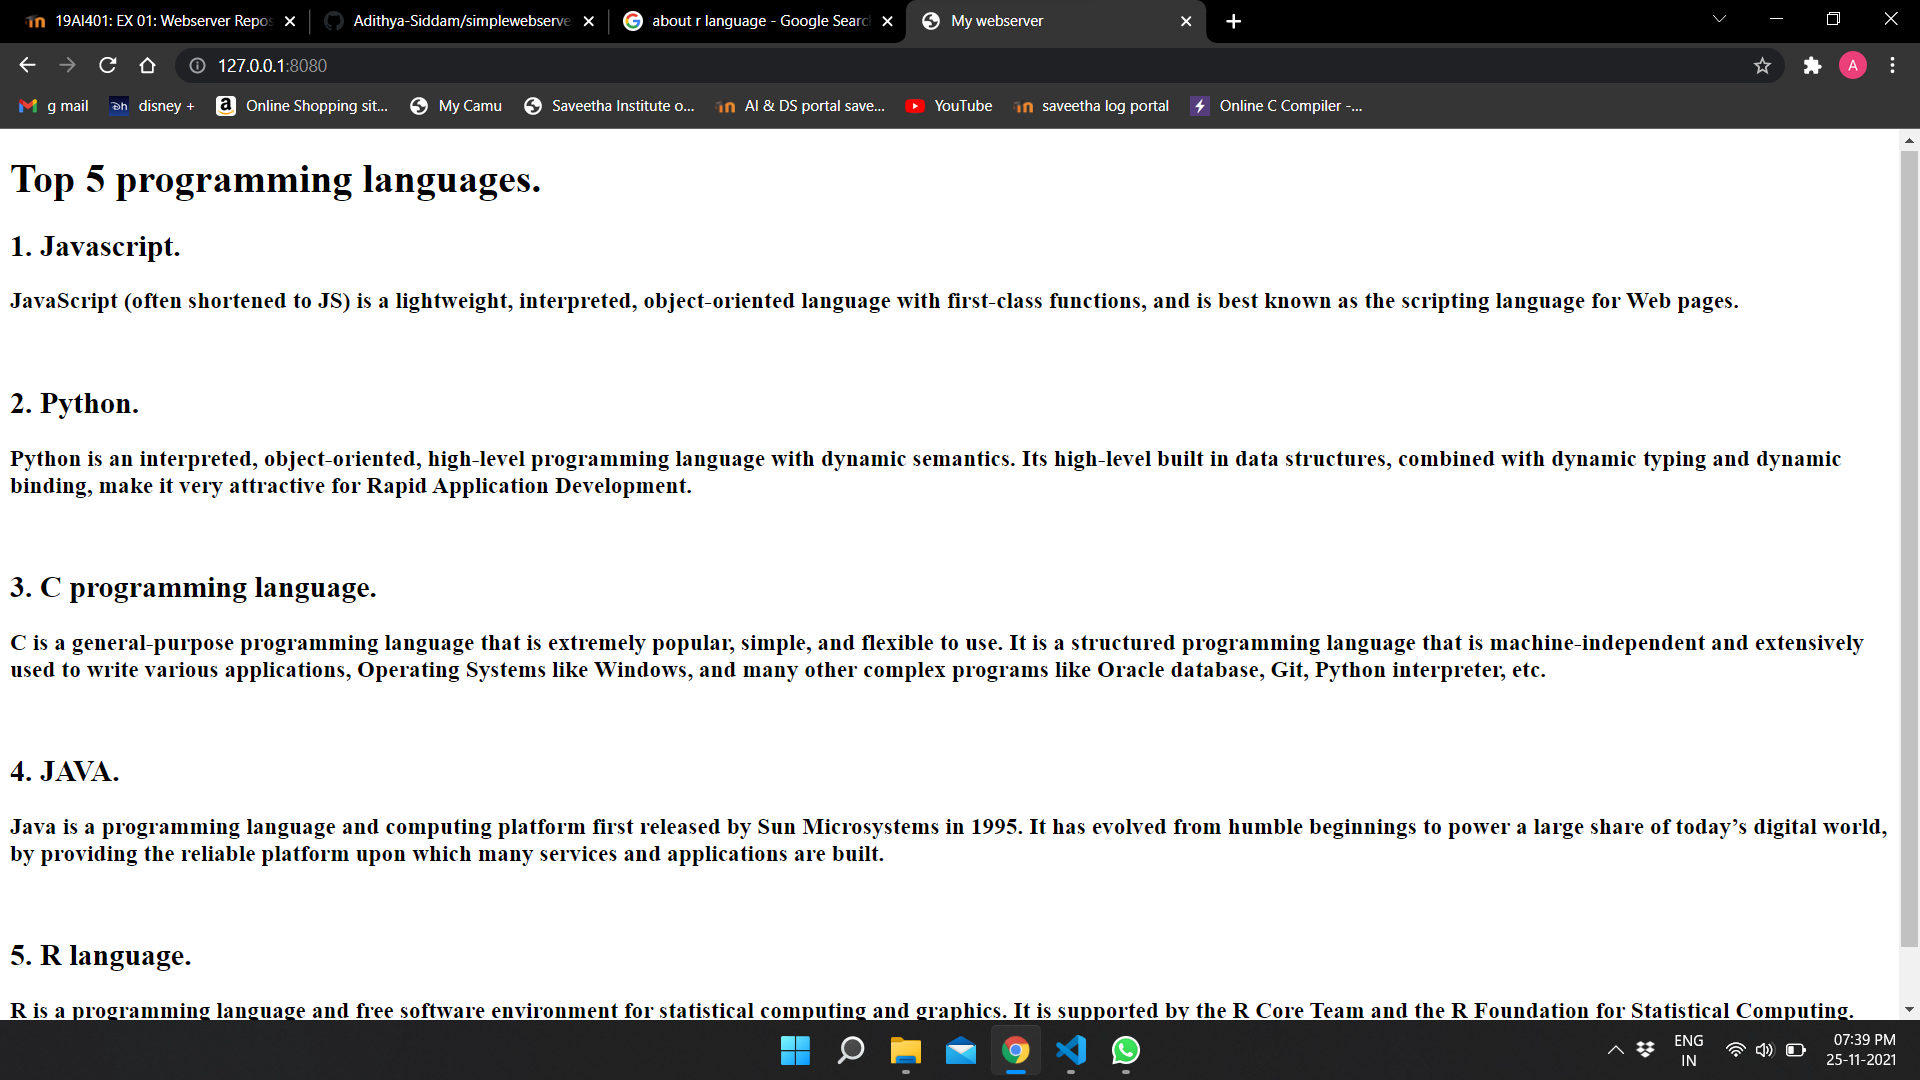 19AI401: EX 01: Webserver Repos
Adithya-Siddam/simplewebserve
about r language - Google Searc
My webserver
127.0.0.1:8080
A
g mail
disney +
Online Shopping sit...
My Camu
Saveetha Institute o...
AI & DS portal save...
YouTube
saveetha log portal
Online C Compiler -...
Top 5 programming languages.
1. Javascript.
JavaScript (often shortened to JS) is a lightweight, interpreted, object-oriented language with first-class functions, and is best known as the scripting language for Web pages.
2. Python.
Python is an interpreted, object-oriented, high-level programming language with dynamic semantics. Its high-level built in data structures, combined with dynamic typing and dynamic
binding, make it very attractive for Rapid Application Development.
3. C programming language.
C is a general-purpose programming language that is extremely popular, simple, and flexible to use. It is a structured programming language that is machine-independent and extensively
used to write various applications, Operating Systems like Windows, and many other complex programs like Oracle database, Git, Python interpreter, etc.
4. JAVA.
Java is a programming language and computing platform first released by Sun Microsystems in 1995. It has evolved from humble beginnings to power a large share of today’s digital world,
by providing the reliable platform upon which many services and applications are built.
5. R language.
R is a programming language and free software environment for statistical computing and graphics. It is supported by the R Core Team and the R Foundation for Statistical Computing.
ENG
IN
07:39 PM
25-11-2021